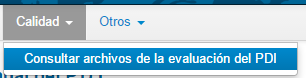 Calidad Otros
Consultar archivos de la evaluación del PDI